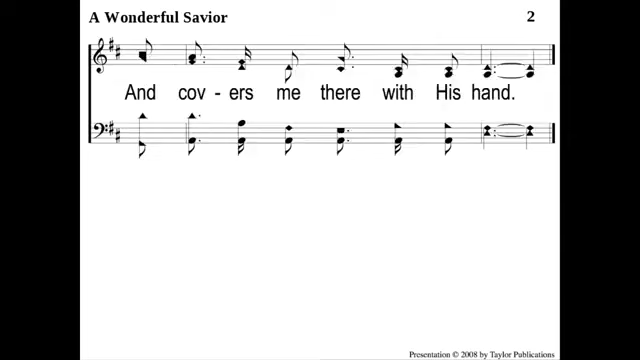 A Wonderful Savior 2
And cov - ers me there with His hand.
Presentation © 2008 by Taylor Publications